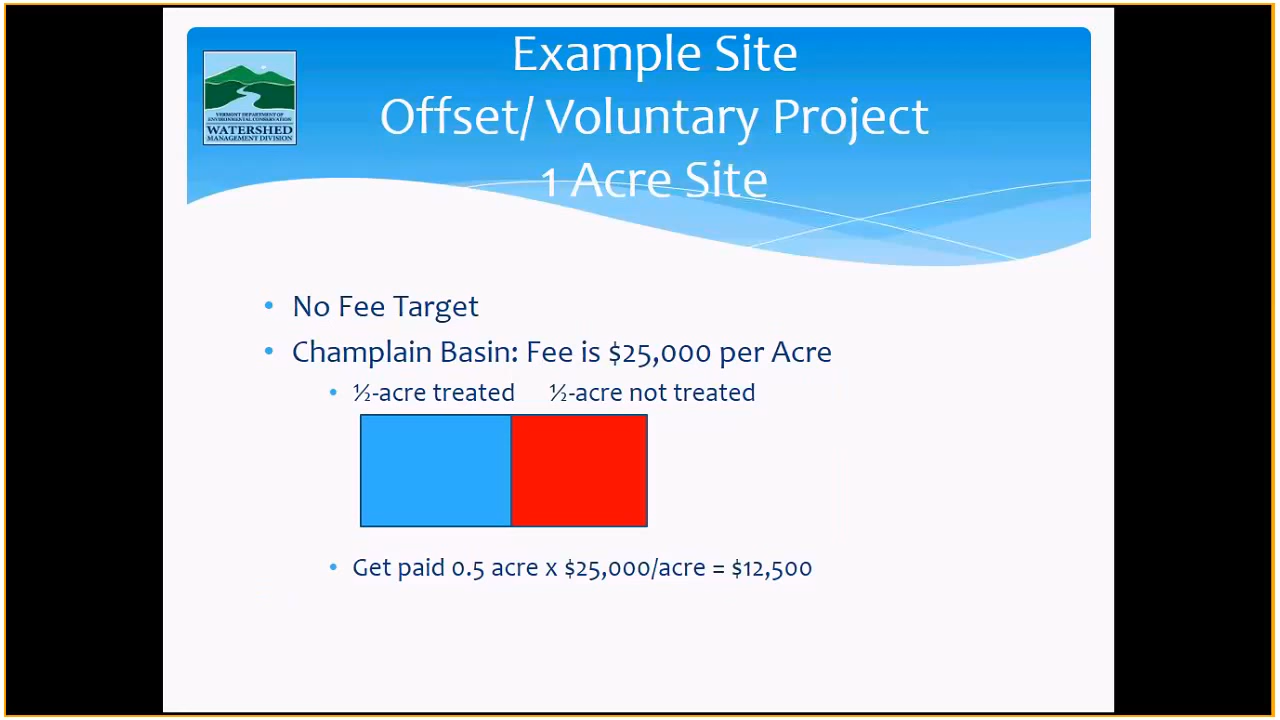 Example Site
Offset/ Voluntary Project
1 Acre Site
VERMONT DEPARTMENT OF
ENVIRONMENTAL CONSERVATION
WATERSHED
MANAGEMENT DIVISION
• No Fee Target
• Champlain Basin: Fee is $25,000 per Acre
• ½-acre treated ½-acre not treated
• Get paid 0.5 acre x $25,000/acre = $12,500